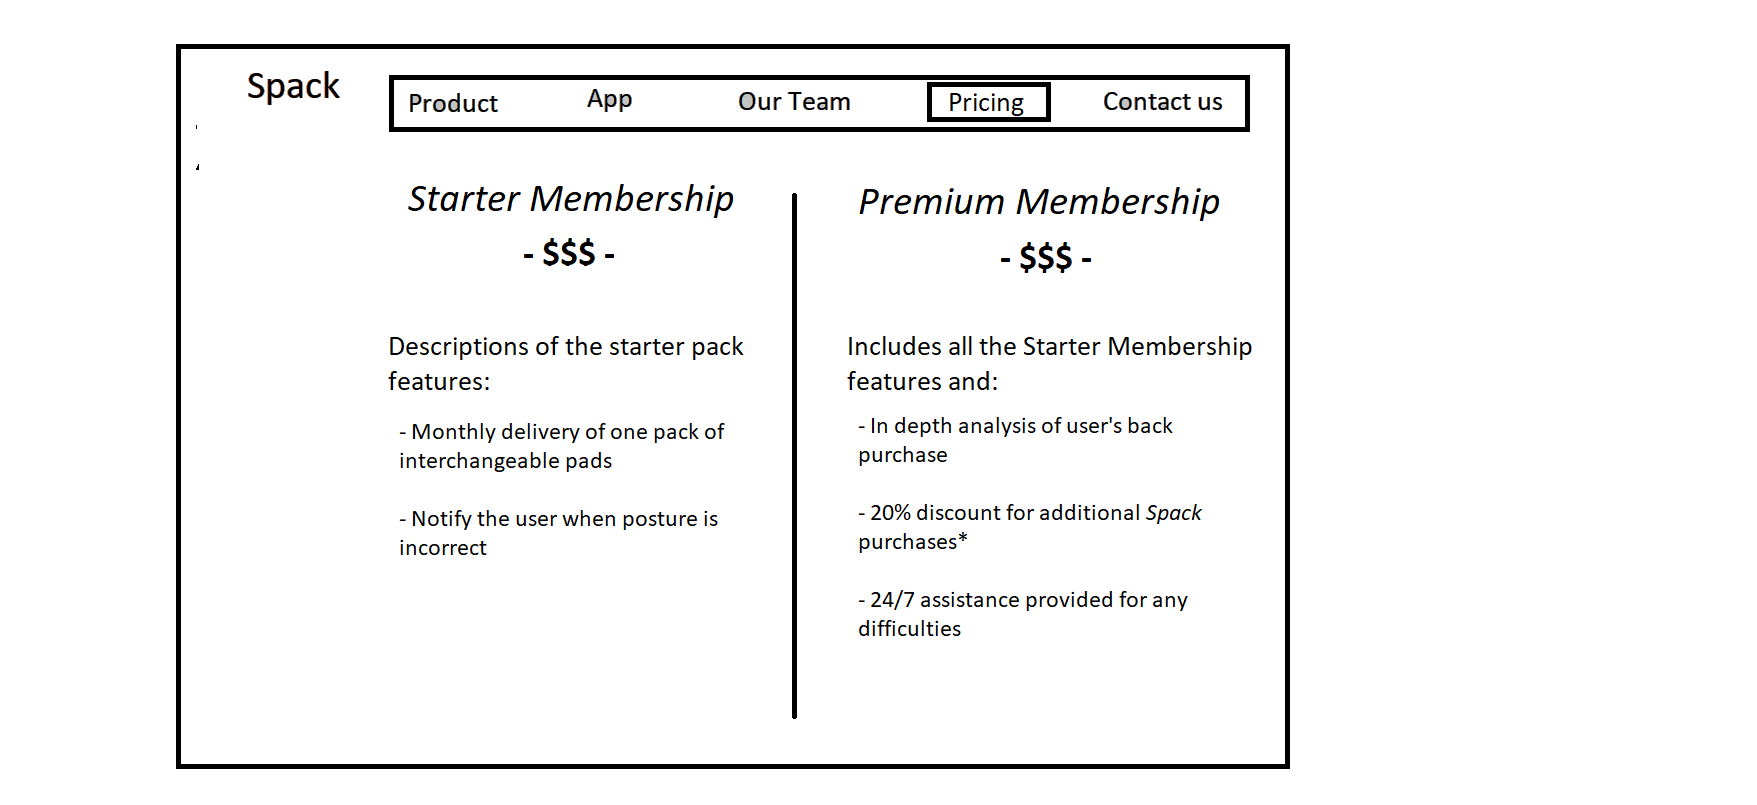 Spack
Product App Our Team Pricing Contact us
Starter Membership
- $$$ -
Descriptions of the starter pack
features:
- Monthly delivery of one pack of
interchangeable pads
- Notify the user when posture is
incorrect
Premium Membership
- $$$ -
Includes all the Starter Membership
features and:
- In depth analysis of user's back
purchase
- 20% discount for additional Spack
purchases*
- 24/7 assistance provided for any
difficulties